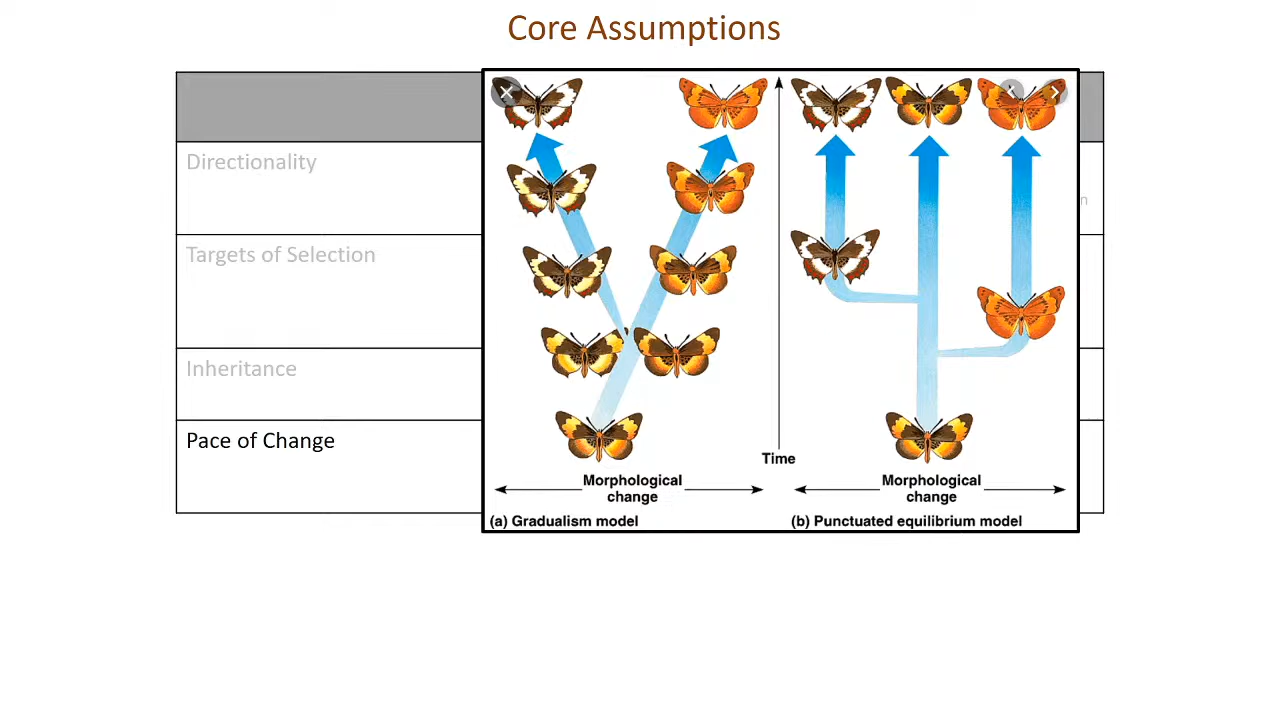 Core Assumptions
Directionality
n
Targets of Selection
Inheritance
Pace of Change
Time
Morphological
change
Morphological
change
(a) Gradualism model
(b) Punctuated equilibrium model